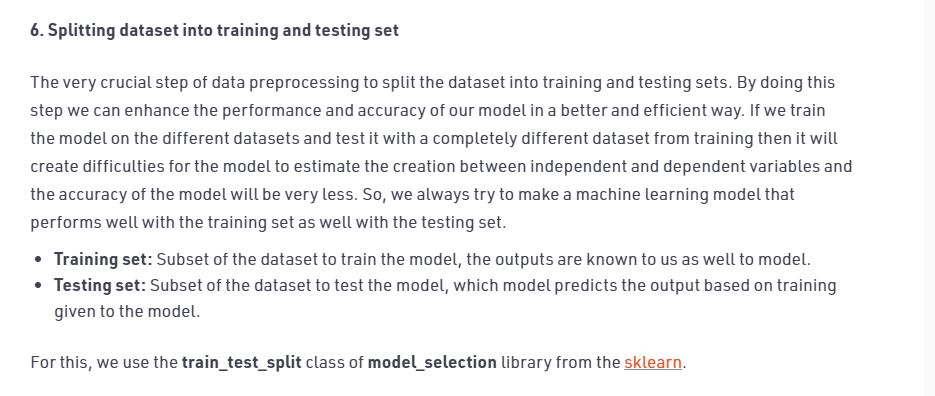 6. Splitting dataset into training and testing set
The very crucial step of data preprocessing to split the dataset into training and testing sets. By doing this
step we can enhance the performance and accuracy of our model in a better and efficient way. If we train
the model on the different datasets and test it with a completely different dataset from training then it will
create difficulties for the model to estimate the creation between independent and dependent variables and
the accuracy of the model will be very less. So, we always try to make a machine learning model that
performs well with the training set as well with the testing set.
• Training set: Subset of the dataset to train the model, the outputs are known to us as well to model.
• Testing set: Subset of the dataset to test the model, which model predicts the output based on training
given to the model.
For this, we use the train_test_split class of model_selection library from the sklearn.